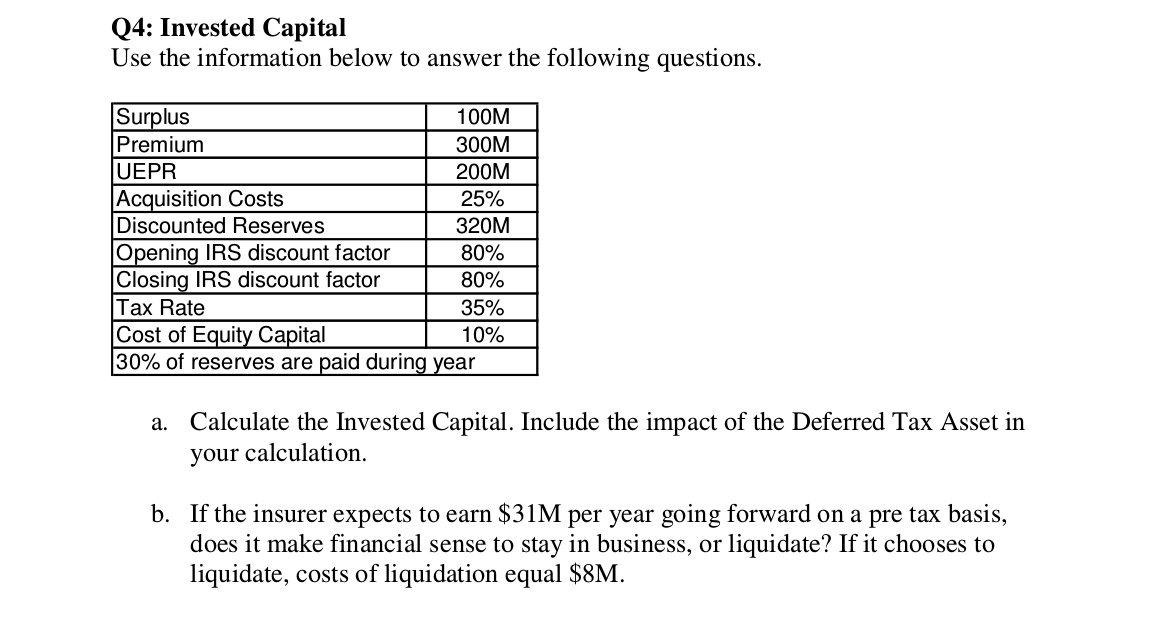 Q4: Invested Capital
Use the information below to answer the following questions.
Surplus 100M
Premium 300M
UEPR 200M
Acquisition Costs 25%
Discounted Reserves 320M
Opening IRS discount factor 80%
Closing IRS discount factor 80%
Tax Rate 35%
Cost of Equity Capital 10%
30% of reserves are paid during year
a. Calculate the Invested Capital. Include the impact of the Deferred Tax Asset in
your calculation.
b. If the insurer expects to earn $31M per year going forward on a pre tax basis,
does it make financial sense to stay in business, or liquidate? If it chooses to
liquidate, costs of liquidation equal $8M.